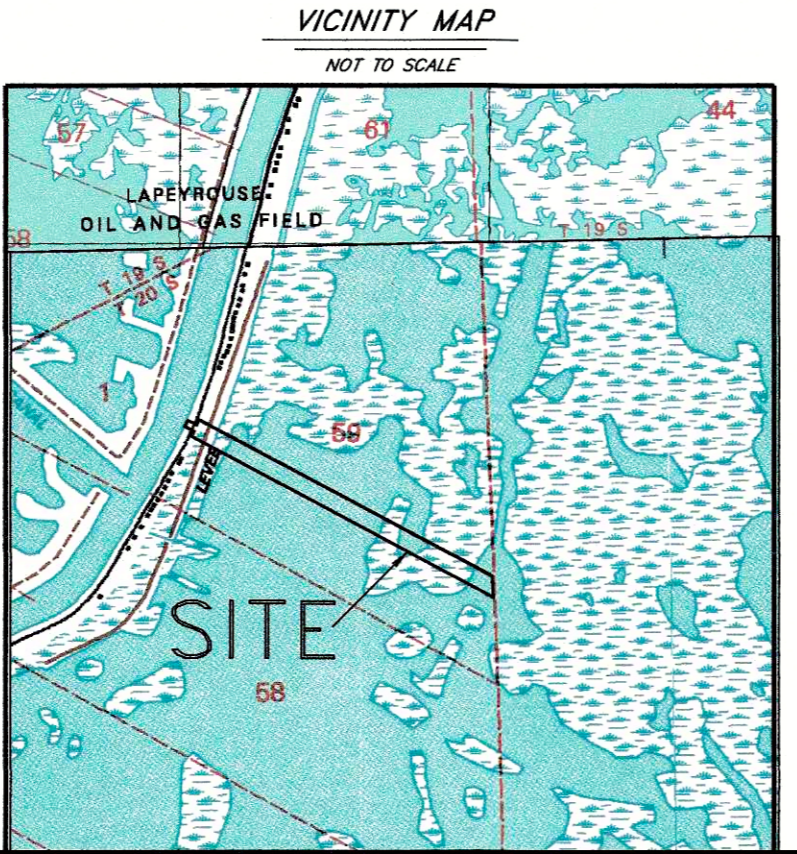 VICINITY MAP
NOT TO SCALE
57
61
44
LAPEYROUSE
OIL AND GAS FIELD
58
T 19 S
T 19 S
T 20 S
1
CANAL
59
LEVEE
SITE
58